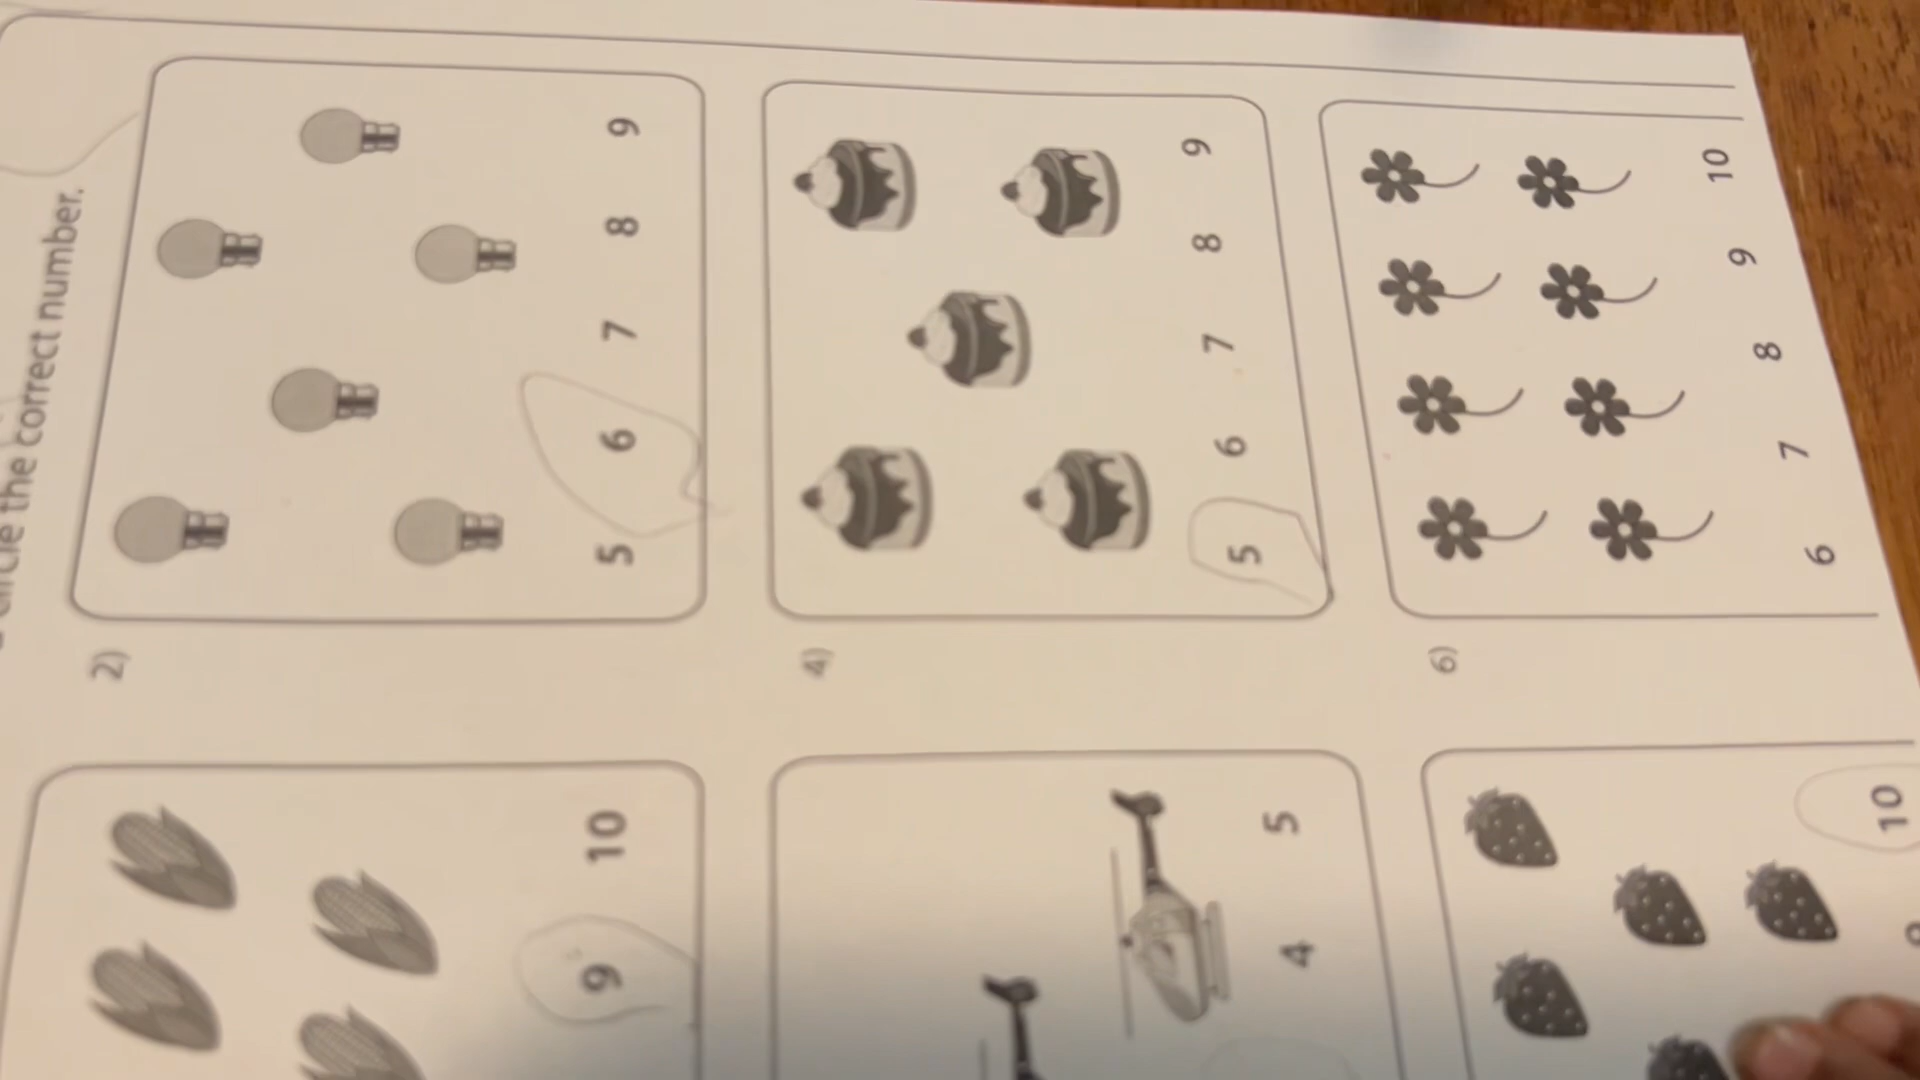 circle the correct number.
2)
9 10
5 6 7 8 9
4)
4 5
5 6 7 8 9
6)
10
6 7 8 9 10